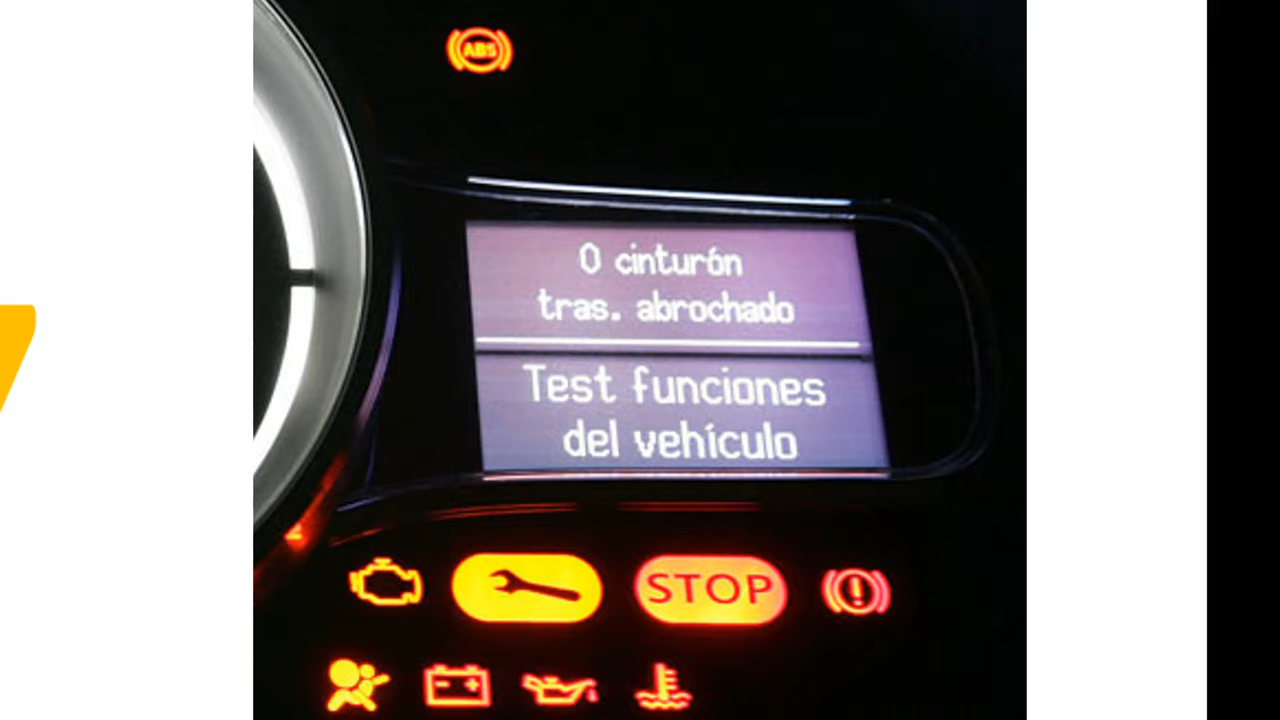 ABS
0 cinturón
tras. abrochado
Test funciones
del vehículo
STOP